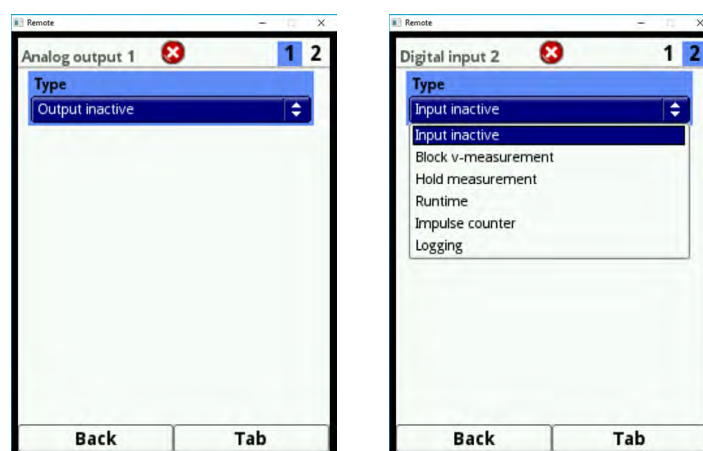 Remote
Analog output 1 1 2
Type
Output inactive
Back Tab
Remote
Digital input 2 1 2
Type
Input inactive
Input inactive
Block v-measurement
Hold measurement
Runtime
Impulse counter
Logging
Back Tab